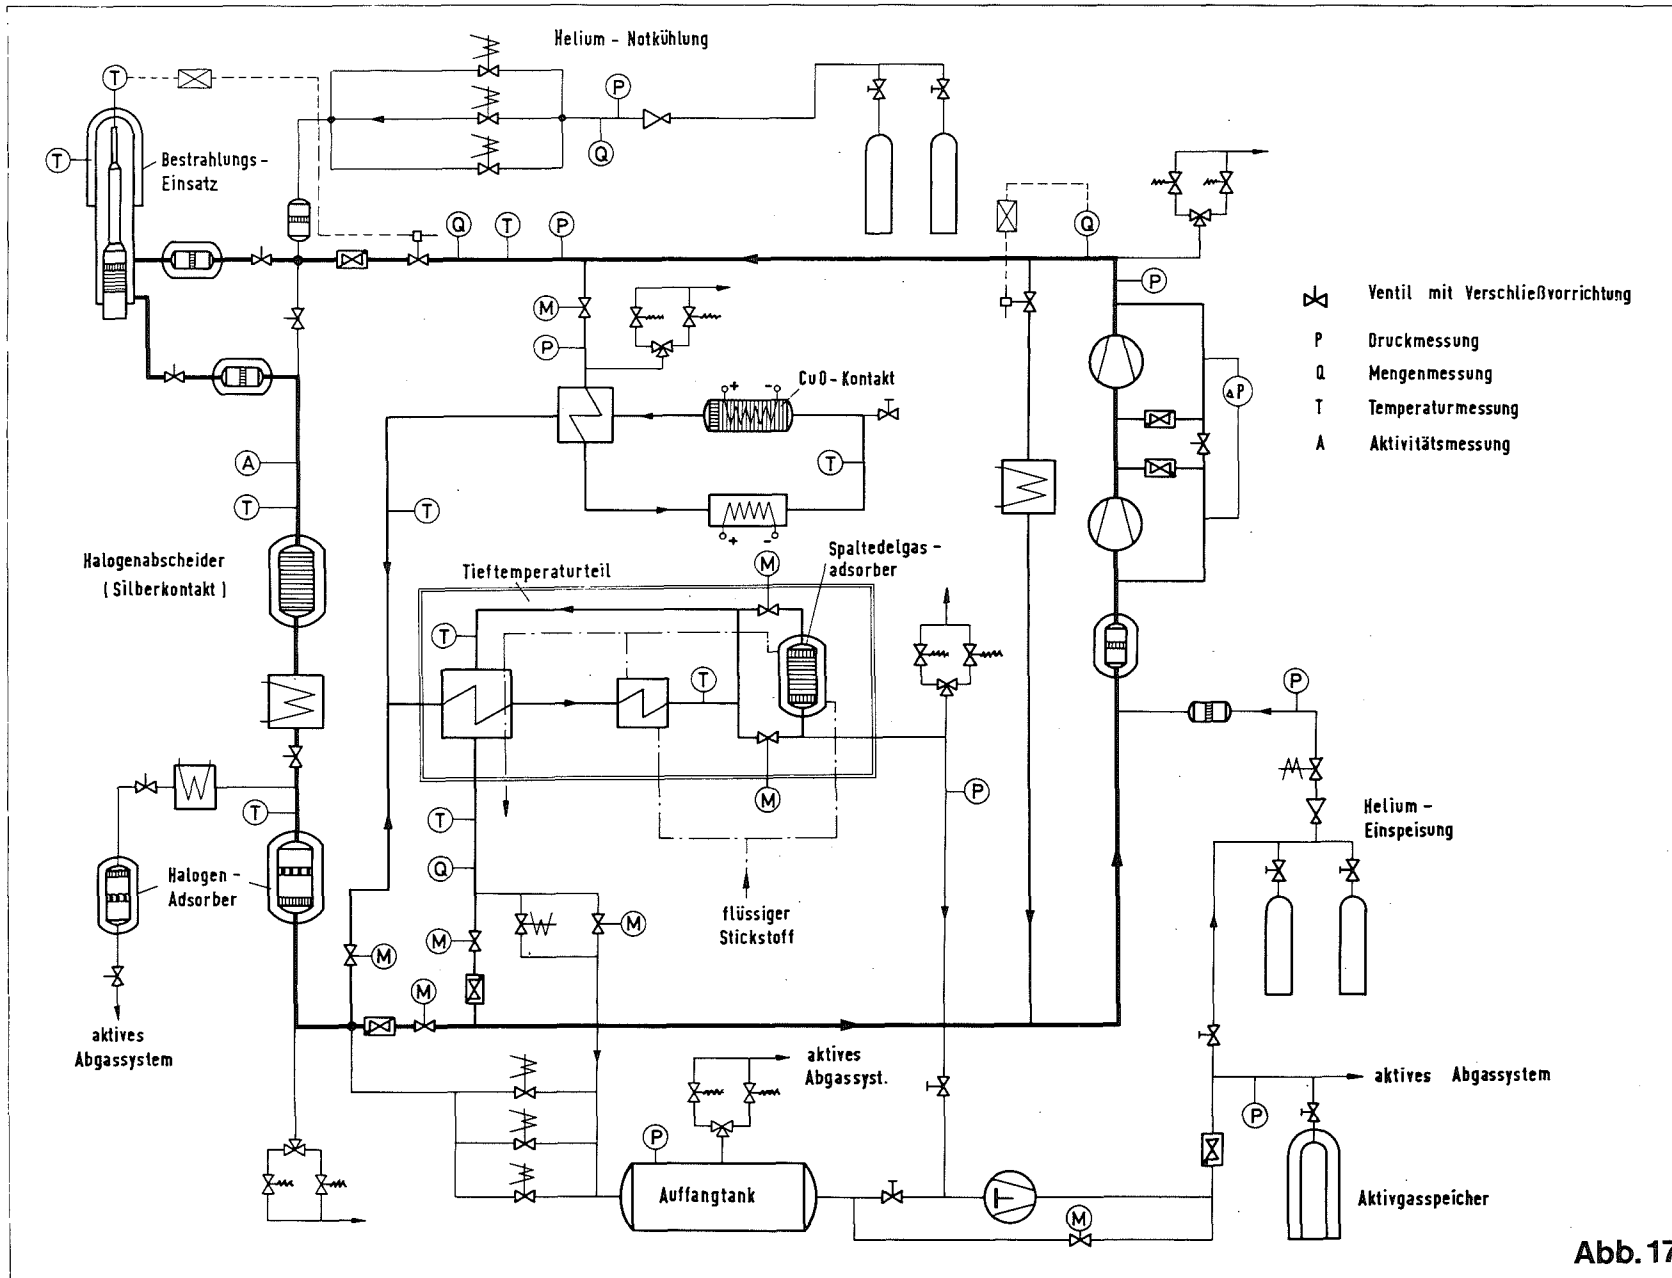 Helium - Notkühlung
T
P
T
Bestrahlungs-
Einsatz
Q
Q
T
P
Q
P
M
P
+ -
CuO-Kontakt
ΔP
Ventil mit Verschließvorrichtung
P Druckmessung
Q Mengenmessung
T Temperaturmessung
A Aktivitätsmessung
A
T
T
T
+ -
Halogenabscheider
(Silberkontakt)
Tieftemperaturteil
M
Spaltedelgas-
adsorber
T
T
P
M
P
T
T
Q
Halogen-
Adsorber
Helium-
Einspeisung
flüssiger
Stickstoff
M
M
M
M
aktives
Abgassystem
aktives
Abgassyst.
aktives Abgassystem
P
P
Auffangtank
M
Aktivgasspeicher
Abb. 17